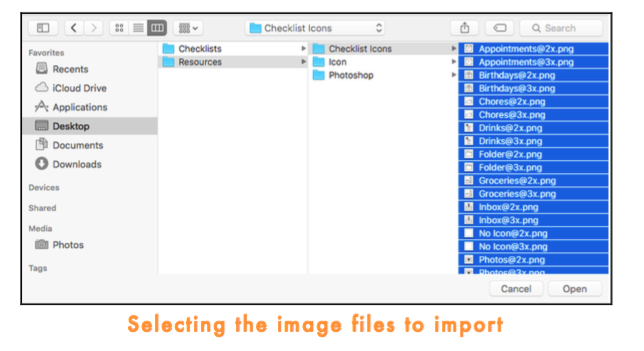 Checklist Icons
Search
Favorites
Recents
iCloud Drive
Applications
Desktop
Documents
Downloads
Devices
Shared
Media
Photos
Tags
Checklists
Resources
Checklist Icons
Icon
Photoshop
Appointments@2x.png
Appointments@3x.png
Birthdays@2x.png
Birthdays@3x.png
Chores@2x.png
Chores@3x.png
Drinks@2x.png
Drinks@3x.png
Folder@2x.png
Folder@3x.png
Groceries@2x.png
Groceries@3x.png
Inbox@2x.png
Inbox@3x.png
No Icon@2x.png
No Icon@3x.png
Photos@2x.png
Photos@3x.png
Cancel
Open
Selecting the image files to import